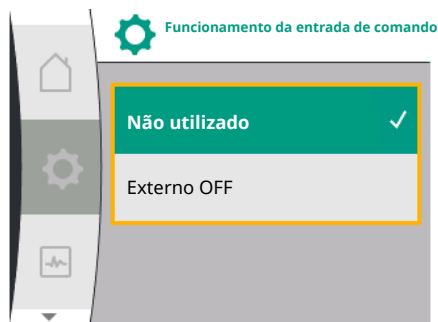 Funcionamento da entrada de comando
Não utilizado
Externo OFF